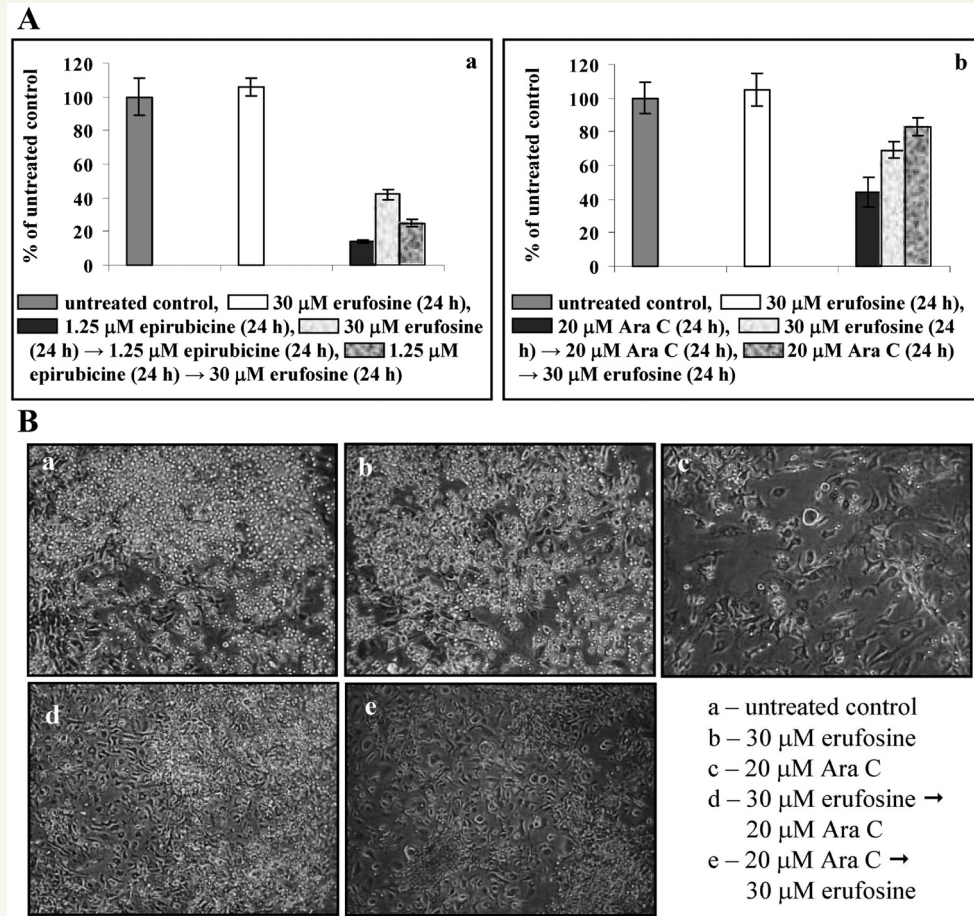 A
a
120
100
80
60
40
20
0
% of untreated control
untreated control, 30 μM erufosine (24 h),
1.25 μM epirubicine (24 h), 30 μM erufosine
(24 h) → 1.25 μM epirubicine (24 h), 1.25 μM
epirubicine (24 h) → 30 μM erufosine (24 h)
b
120
100
80
60
40
20
0
% of untreated control
untreated control, 30 μM erufosine (24 h),
20 μM Ara C (24 h), 30 μM erufosine (24
h) → 20 μM Ara C (24 h), 20 μM Ara C (24 h)
→ 30 μM erufosine (24 h)
B
a
b
c
d
e
a – untreated control
b – 30 μM erufosine
c – 20 μM Ara C
d – 30 μM erufosine →
20 μM Ara C
e – 20 μM Ara C →
30 μM erufosine